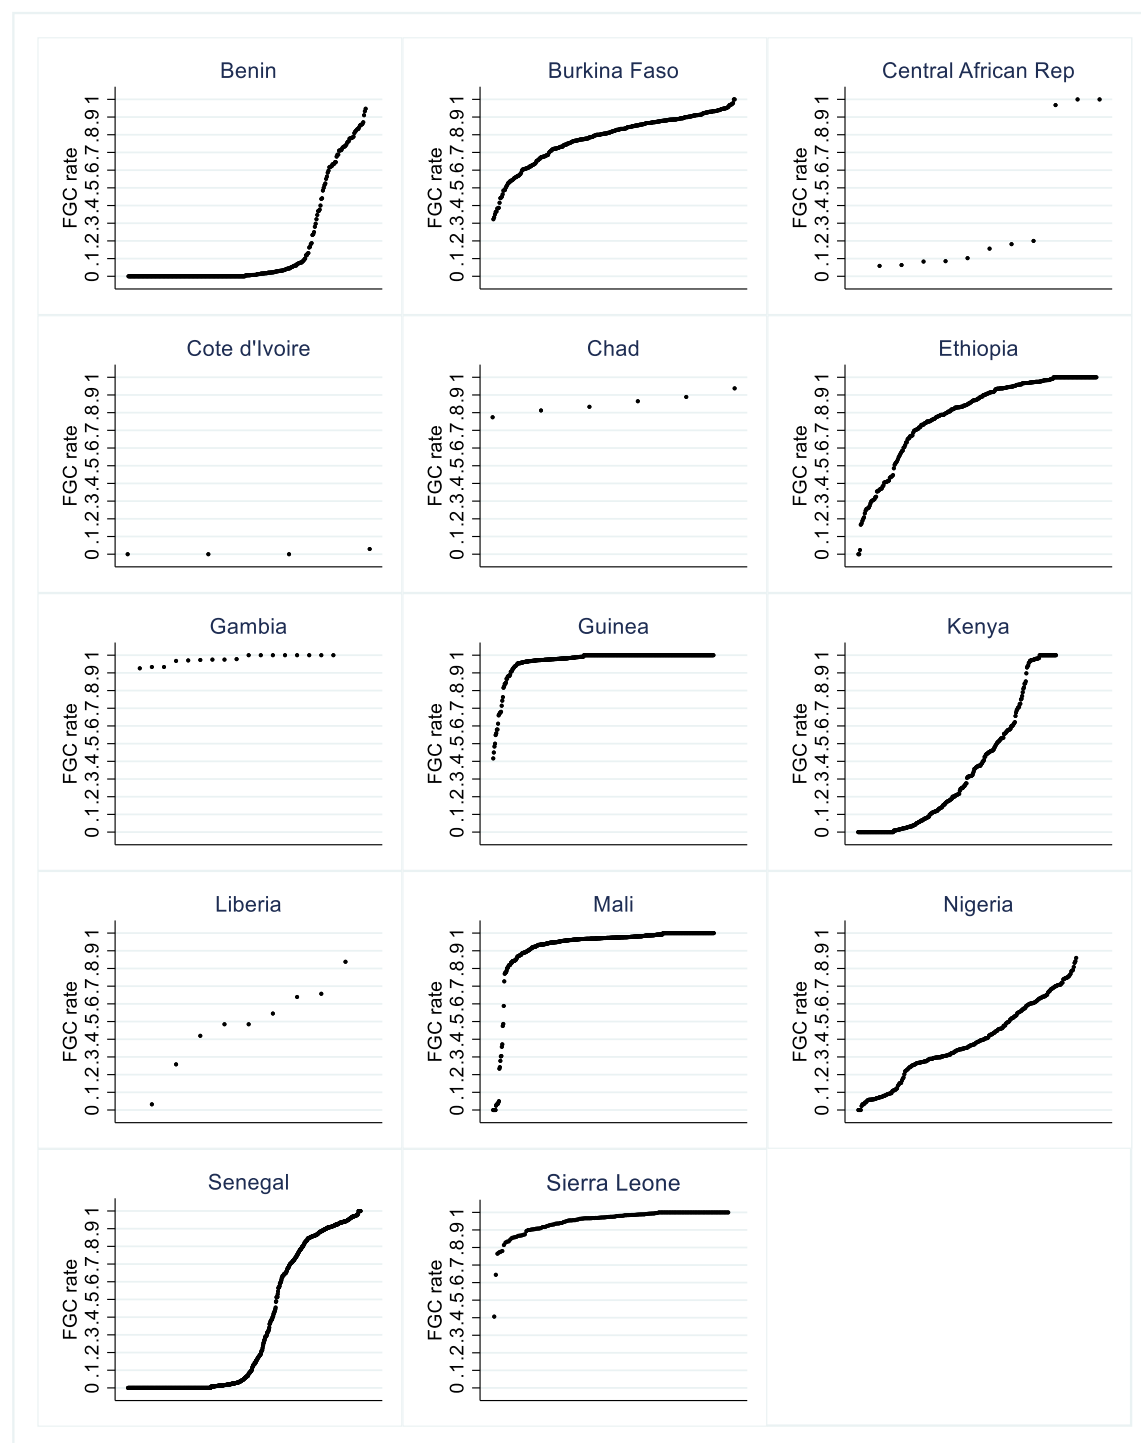 Benin
Burkina Faso
Central African Rep
FGC rate
0 .1 .2 .3 .4 .5 .6 .7 .8 .9 1
FGC rate
0 .1 .2 .3 .4 .5 .6 .7 .8 .9 1
FGC rate
0 .1 .2 .3 .4 .5 .6 .7 .8 .9 1
Cote d'Ivoire
Chad
Ethiopia
FGC rate
0 .1 .2 .3 .4 .5 .6 .7 .8 .9 1
FGC rate
0 .1 .2 .3 .4 .5 .6 .7 .8 .9 1
FGC rate
0 .1 .2 .3 .4 .5 .6 .7 .8 .9 1
Gambia
Guinea
Kenya
FGC rate
0 .1 .2 .3 .4 .5 .6 .7 .8 .9 1
FGC rate
0 .1 .2 .3 .4 .5 .6 .7 .8 .9 1
FGC rate
0 .1 .2 .3 .4 .5 .6 .7 .8 .9 1
Liberia
Mali
Nigeria
FGC rate
0 .1 .2 .3 .4 .5 .6 .7 .8 .9 1
FGC rate
0 .1 .2 .3 .4 .5 .6 .7 .8 .9 1
FGC rate
0 .1 .2 .3 .4 .5 .6 .7 .8 .9 1
Senegal
Sierra Leone
FGC rate
0 .1 .2 .3 .4 .5 .6 .7 .8 .9 1
FGC rate
0 .1 .2 .3 .4 .5 .6 .7 .8 .9 1